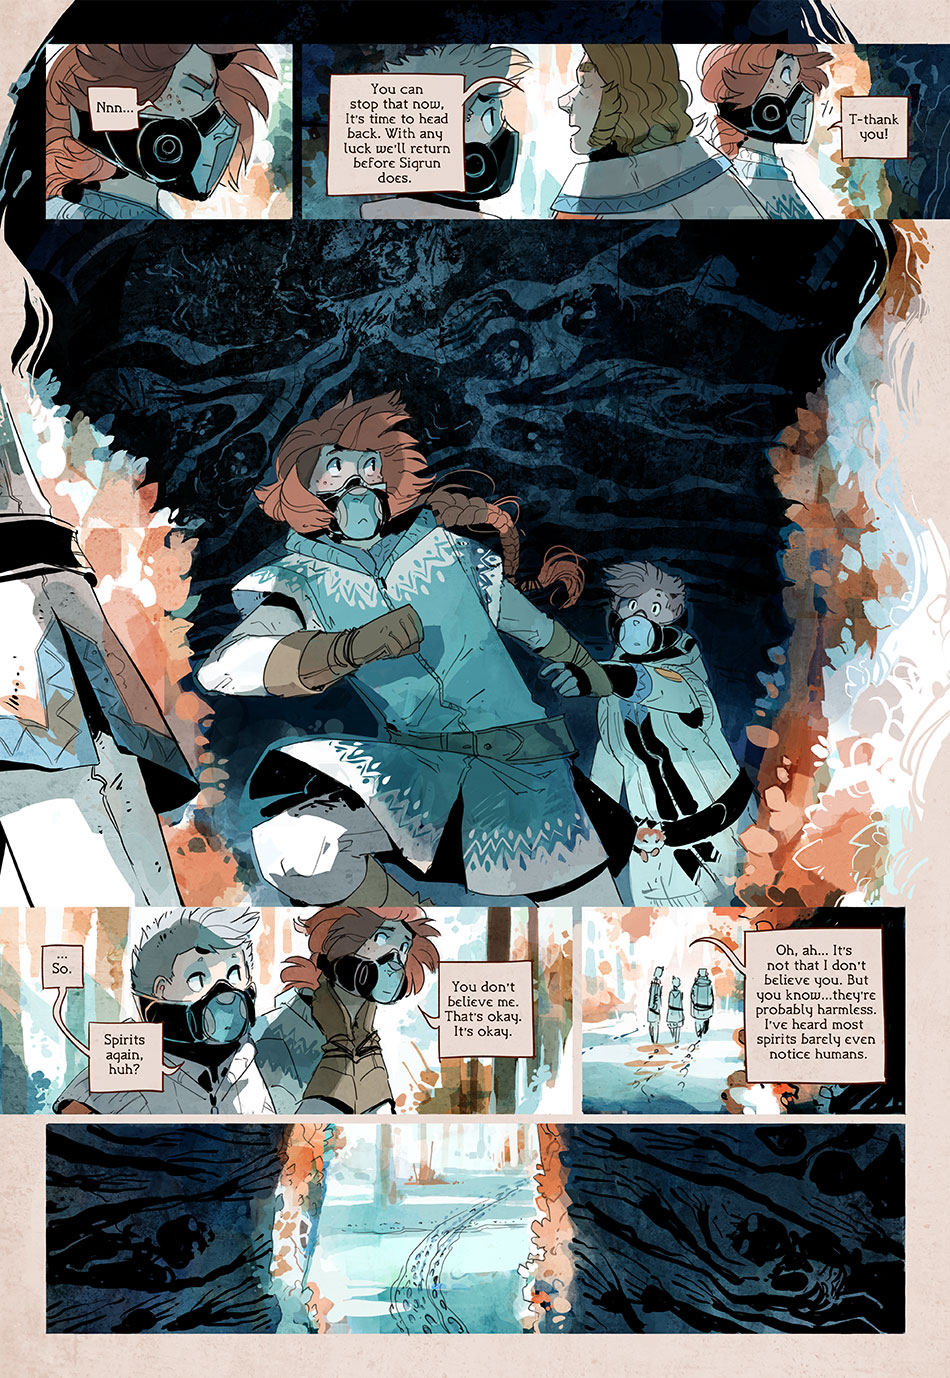 Nnn...
You can
stop that now,
It's time to head
back. With any
luck we'll return
before Sigrun
does.
T-thank
you!
...
So.
Spirits
again,
huh?
You don't
believe me.
That's okay.
It's okay.
Oh, ah... It's
not that I don't
believe you. But
you know...they're
probably harmless.
I've heard most
spirits barely even
notice humans.